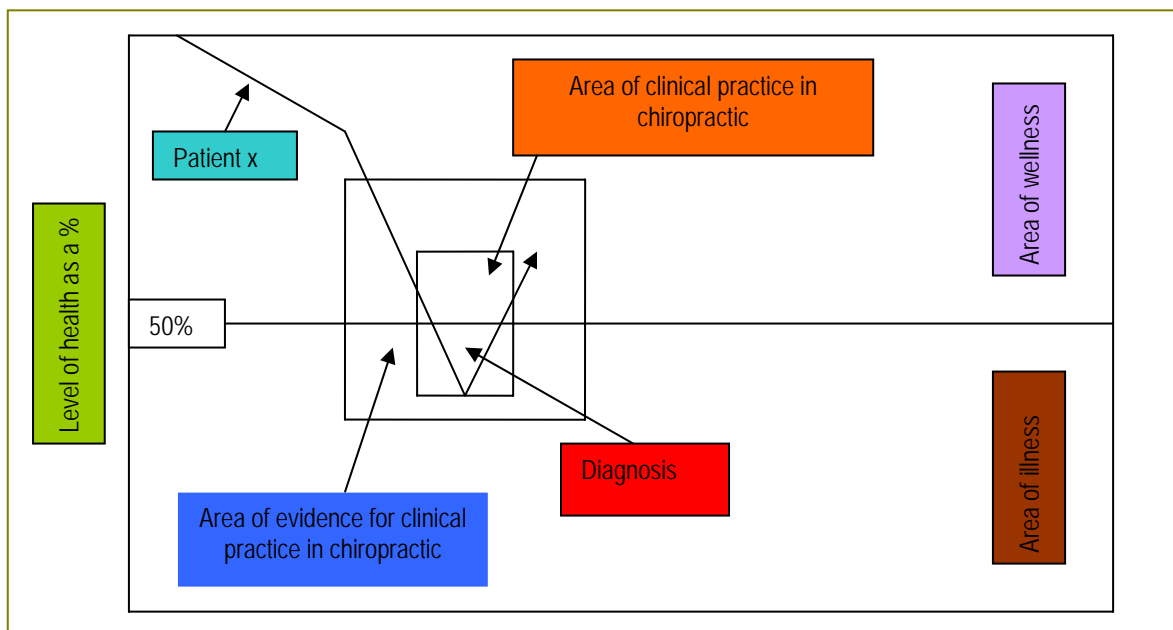 Area of clinical practice in
chiropractic
Patient x
Area of wellness
Level of health as a %
50%
Diagnosis
Area of evidence for clinical
practice in chiropractic
Area of illness